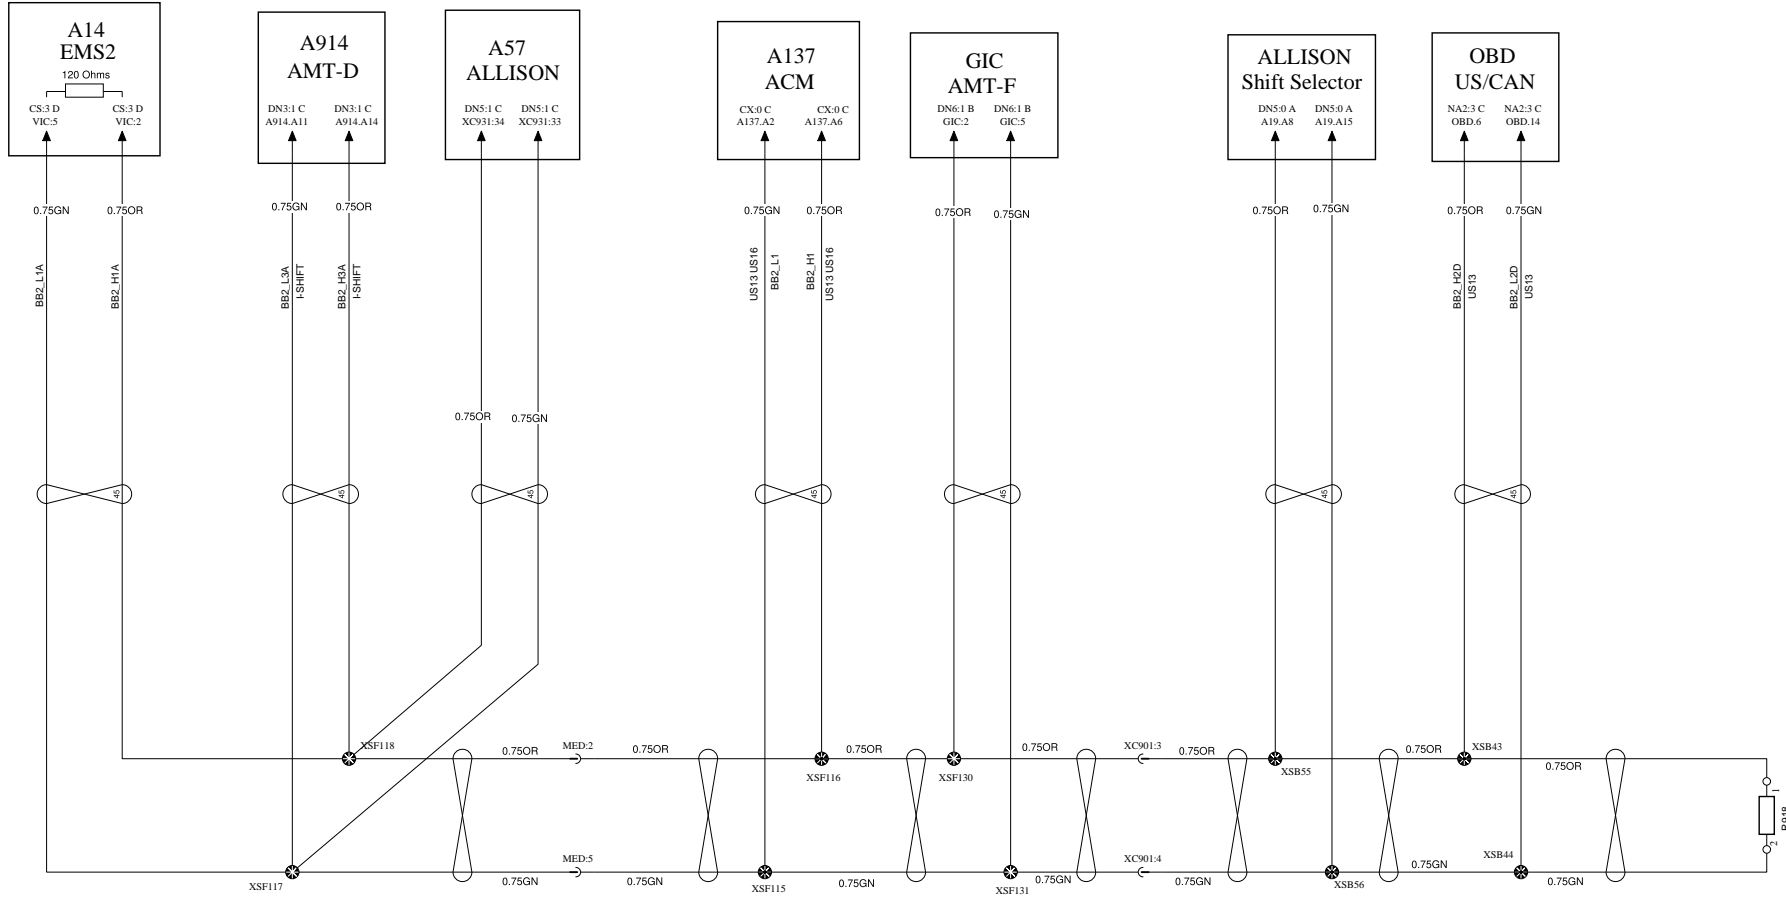 A14
EMS2
120 Ohms
CS:3 D
VIC:5
CS:3 D
VIC:2
A914
AMT-D
DN3:1 C
A914.A11
DN3:1 C
A914.A14
A57
ALLISON
DN5:1 C
XC931:34
DN5:1 C
XC931:33
A137
ACM
CX:0 C
A137.A2
CX:0 C
A137.A6
GIC
AMT-F
DN6:1 B
GIC:2
DN6:1 B
GIC:5
ALLISON
Shift Selector
DN5:0 A
A19.A8
DN5:0 A
A19.A15
OBD
US/CAN
NA2:3 C
OBD.6
NA2:3 C
OBD.14
0.75GN
0.75OR
0.75GN
0.75OR
0.75GN
0.75OR
0.75OR
0.75GN
0.75OR
0.75GN
0.75OR
0.75GN
BB2_L1A
BB2_H1A
BB2_L3A
I-SHIFT
BB2_H3A
I-SHIFT
US13 US16
BB2_L1
BB2_H1
US13 US16
BB2_H2D
US13
BB2_L2D
US13
0.75OR
0.75GN
45
45
45
45
45
45
45
XSF118
0.75OR
MED:2
0.75OR
0.75OR
0.75OR
XC901:3
0.75OR
0.75OR
XSB43
0.75OR
XSF116
XSF130
XSB55
1
R918
2
XSF117
0.75GN
MED:5
0.75GN
XSF115
0.75GN
XSF131
0.75GN
XC901:4
0.75GN
XSB56
0.75GN
XSB44
0.75GN